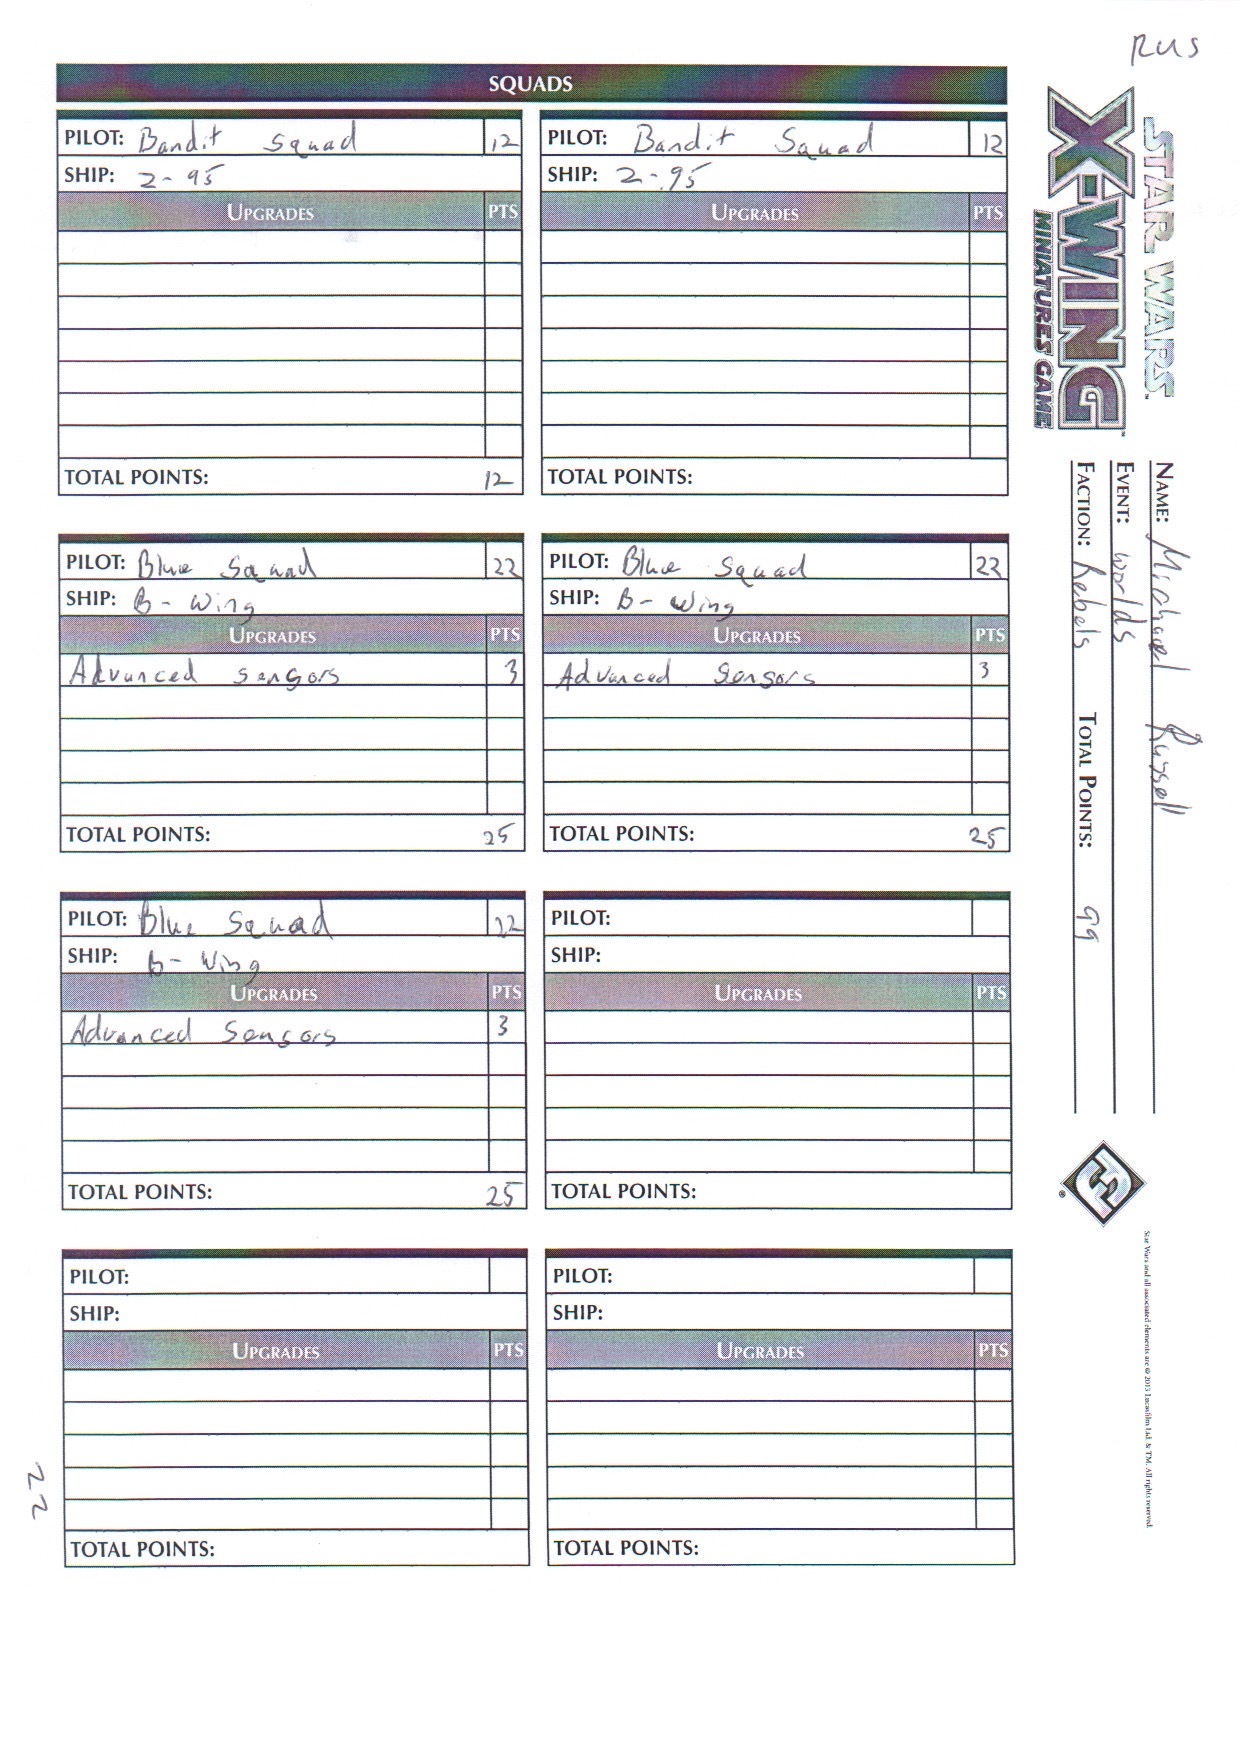 RUS
SQUADS
PILOT: Bandit Squad 12
SHIP: Z-95
UPGRADES PTS
TOTAL POINTS: 12
PILOT: Bandit Squad 12
SHIP: Z-95
UPGRADES PTS
TOTAL POINTS:
PILOT: Blue Squad 22
SHIP: B-Wing
UPGRADES PTS
Advanced Sensors 3
TOTAL POINTS: 25
PILOT: Blue Squad 22
SHIP: B-Wing
UPGRADES PTS
Advanced Sensors 3
TOTAL POINTS: 25
PILOT: Blue Squad 22
SHIP: B-Wing
UPGRADES PTS
Advanced Sensors 3
TOTAL POINTS: 25
PILOT:
SHIP:
UPGRADES PTS
TOTAL POINTS:
PILOT:
SHIP:
UPGRADES PTS
TOTAL POINTS:
PILOT:
SHIP:
UPGRADES PTS
TOTAL POINTS:
STAR WARS™
X-WING™
MINIATURES GAME
NAME: Michael Russell
EVENT: Worlds
FACTION: Rebels TOTAL POINTS: 99
Star Wars and all associated elements are © 2013 Lucasfilm Ltd. & TM. All rights reserved.
22